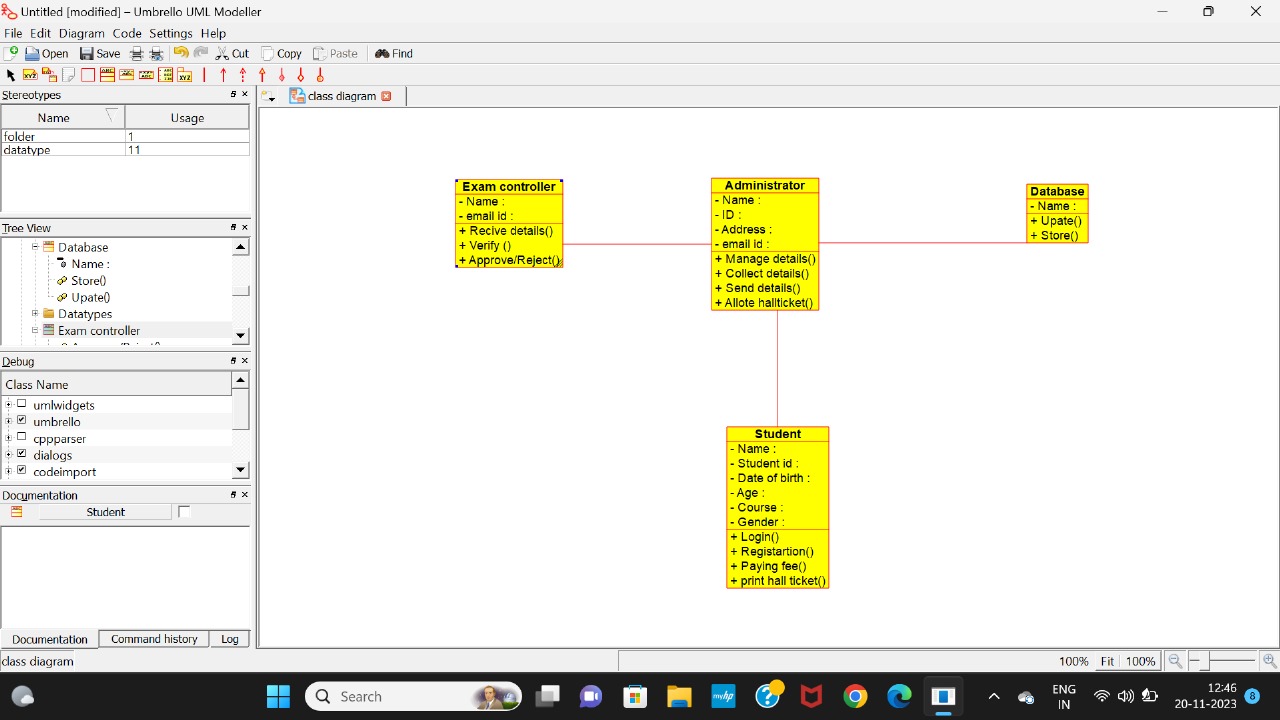 Untitled [modified] – Umbrello UML Modeller
File Edit Diagram Code Settings Help
Open Save Cut Copy Paste Find
Stereotypes
Name Usage
folder 1
datatype 11
Tree View
Database
Name :
Store()
Upate()
Datatypes
Exam controller
Debug
Class Name
umlwidgets
umbrello
cppparser
dialogs
codeimport
Documentation
Student
Documentation Command history Log
class diagram
class diagram
Exam controller
- Name :
- email id :
+ Recive details()
+ Verify ()
+ Approve/Reject()
Administrator
- Name :
- ID :
- Address :
- email id :
+ Manage details()
+ Collect details()
+ Send details()
+ Allote hallticket()
Database
- Name :
+ Upate()
+ Store()
Student
- Name :
- Student id :
- Date of birth :
- Age :
- Course :
- Gender :
+ Login()
+ Registartion()
+ Paying fee()
+ print hall ticket()
100% Fit 100%
Search
myhp
ENG
IN
12:46
20-11-2023
8